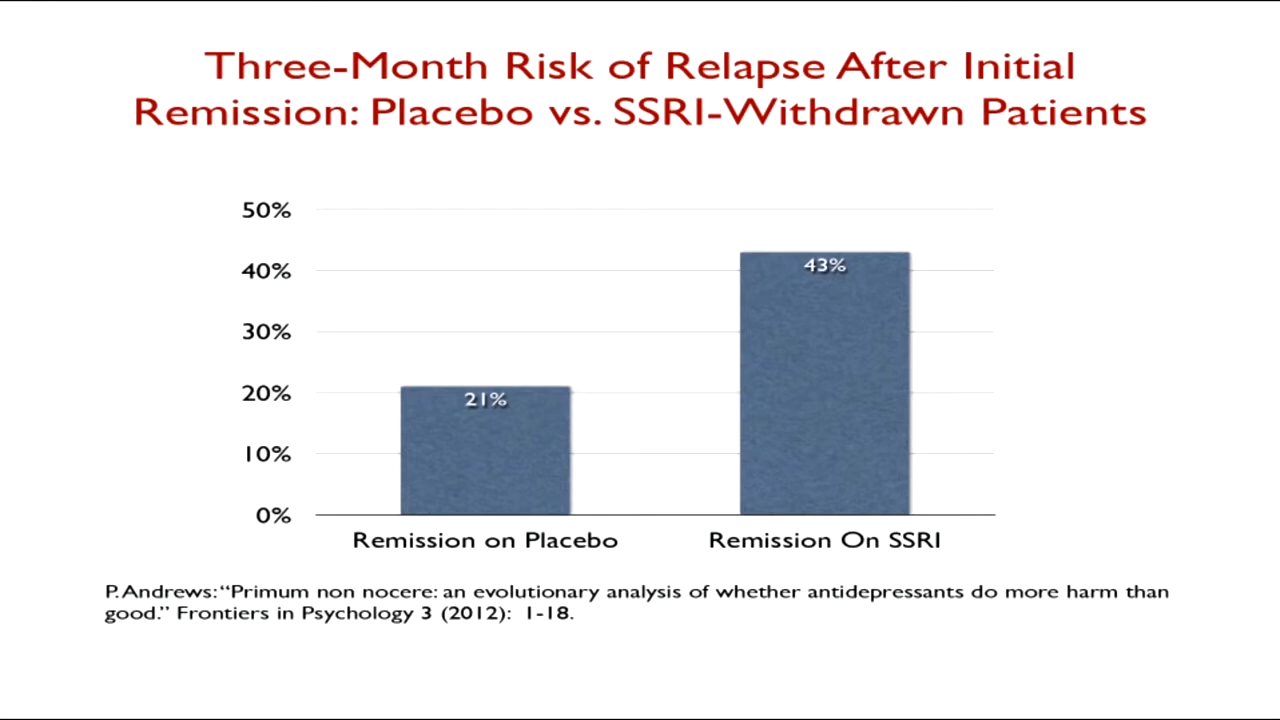 Three-Month Risk of Relapse After Initial
Remission: Placebo vs. SSRI-Withdrawn Patients
50%
40%
30%
20%
10%
0%
21%
43%
Remission on Placebo
Remission On SSRI
P. Andrews: “Primum non nocere: an evolutionary analysis of whether antidepressants do more harm than
good.” Frontiers in Psychology 3 (2012): 1-18.